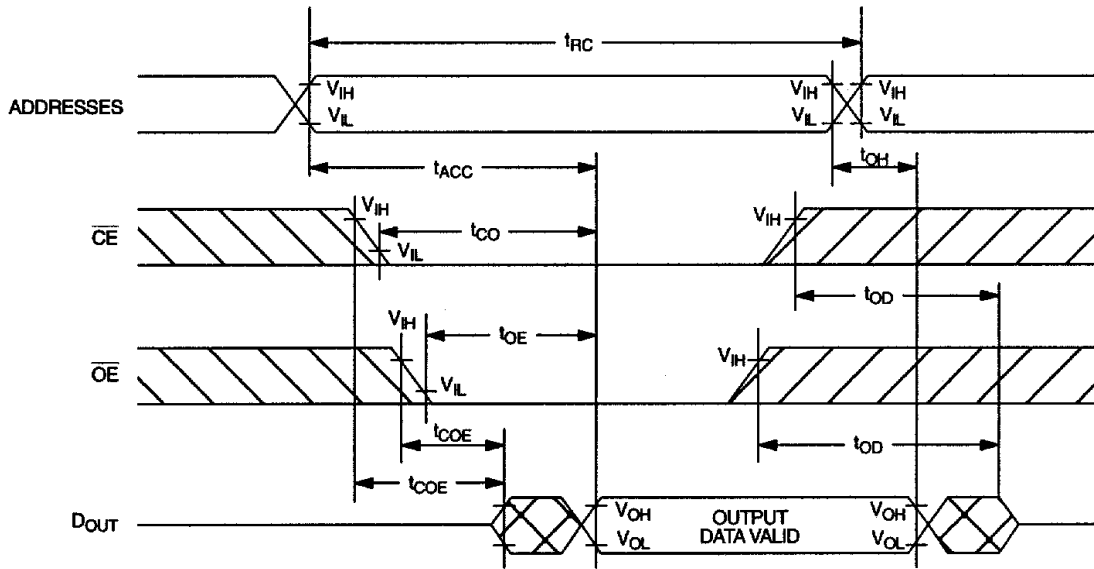 tRC
ADDRESSES
VIH
VIL
VIH
VIL
VIH
VIL
tACC
tOH
CE
VIH
VIL
tCO
VIH
tOD
OE
VIH
VIL
tOE
VIH
tCOE
tOD
tCOE
DOUT
VOH
VOL
OUTPUT
DATA VALID
VOH
VOL